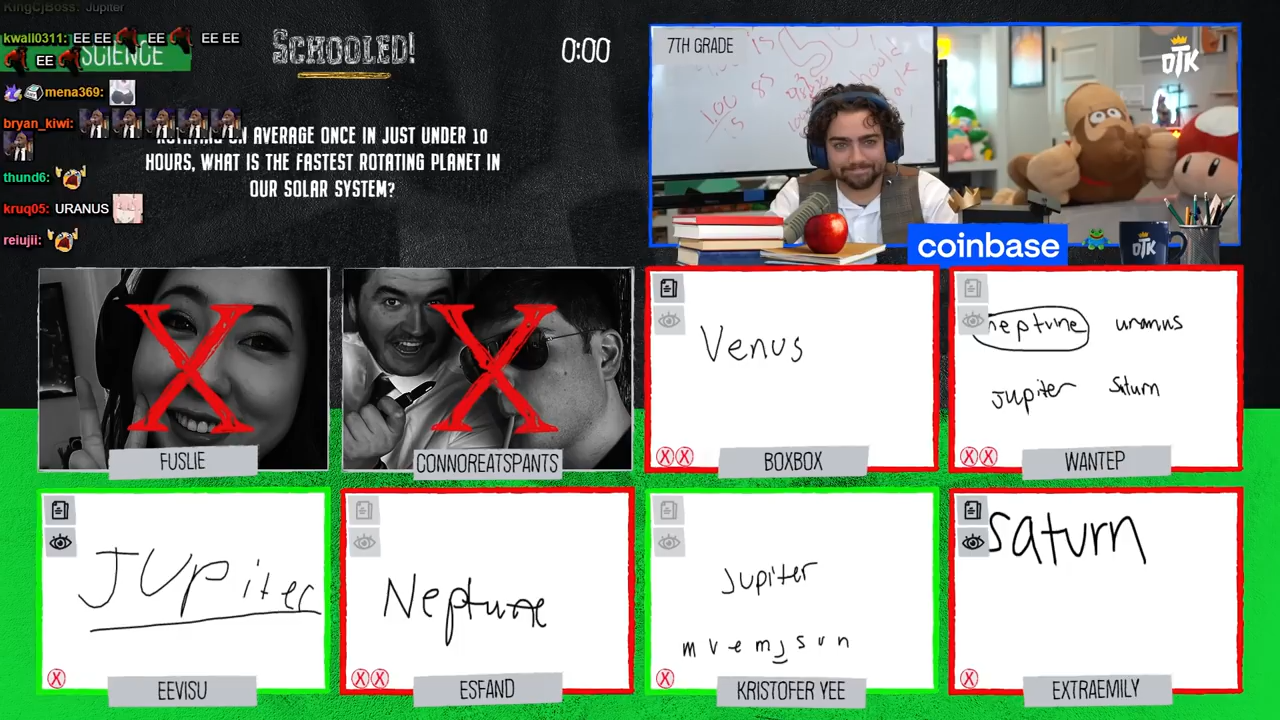 KingCjBoss: Jupiter
kwall0311: EE EE EE EE EE
EE
SCIENCE
mena369:
bryan_kiwi:
thund6:
kruq05: URANUS
reiujii:
SCHOOLED!
0:00
ROTATING ON AVERAGE ONCE IN JUST UNDER 10
HOURS, WHAT IS THE FASTEST ROTATING PLANET IN
OUR SOLAR SYSTEM?
7TH GRADE
OTK
coinbase
OTK
X
FUSLIE
X
CONNOREATSPANTS
Venus
X X
BOXBOX
neptune uranus
jupiter Saturn
X X
WANTEP
JUpiter
X
EEVISU
Neptune
X X
ESFAND
Jupiter
m v e m j s u n
X
KRISTOFER YEE
Saturn
X
EXTRAEMILY